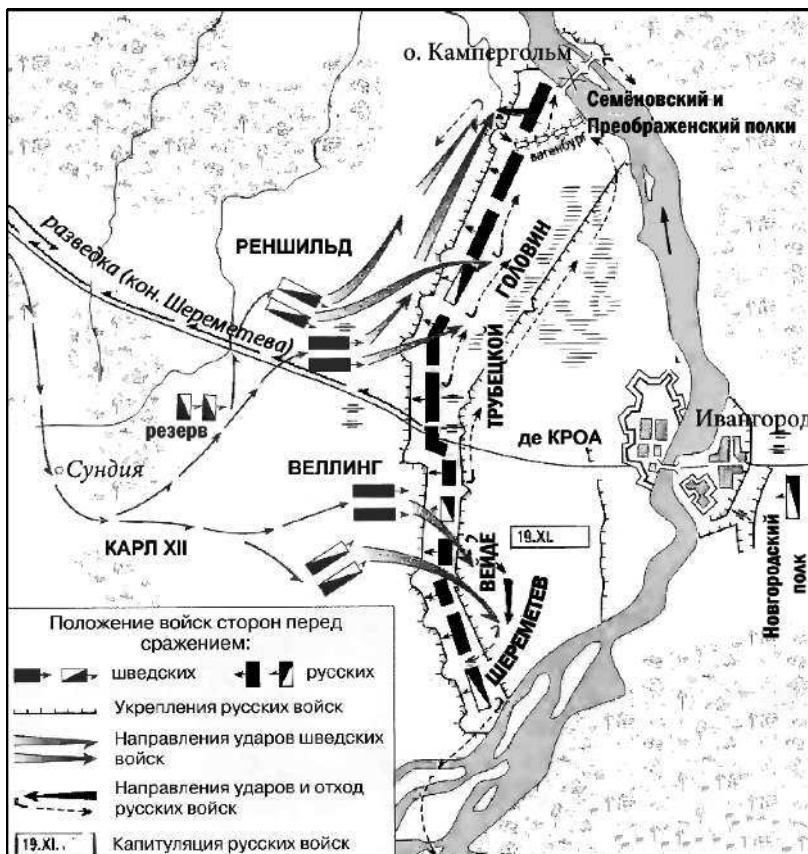 о. Кампергольм
Семёновский и
Преображенский полки
вагенбург
РЕНШИЛЬД
разведка (кон. Шереметева)
ГОЛОВИН
ТРУБЕЦКОЙ
резерв
Ивангород
де КРОА
Сундия
ВЕЛЛИНГ
КАРЛ XII
19.XI.
ВЕЙДЕ
ШЕРЕМЕТЕВ
Новгородский
полк
Положение войск сторон перед
сражением:
шведских
русских
Укрепления русских войск
Направления ударов шведских
войск
Направления ударов и отход
русских войск
19.XI.
Капитуляция русских войск